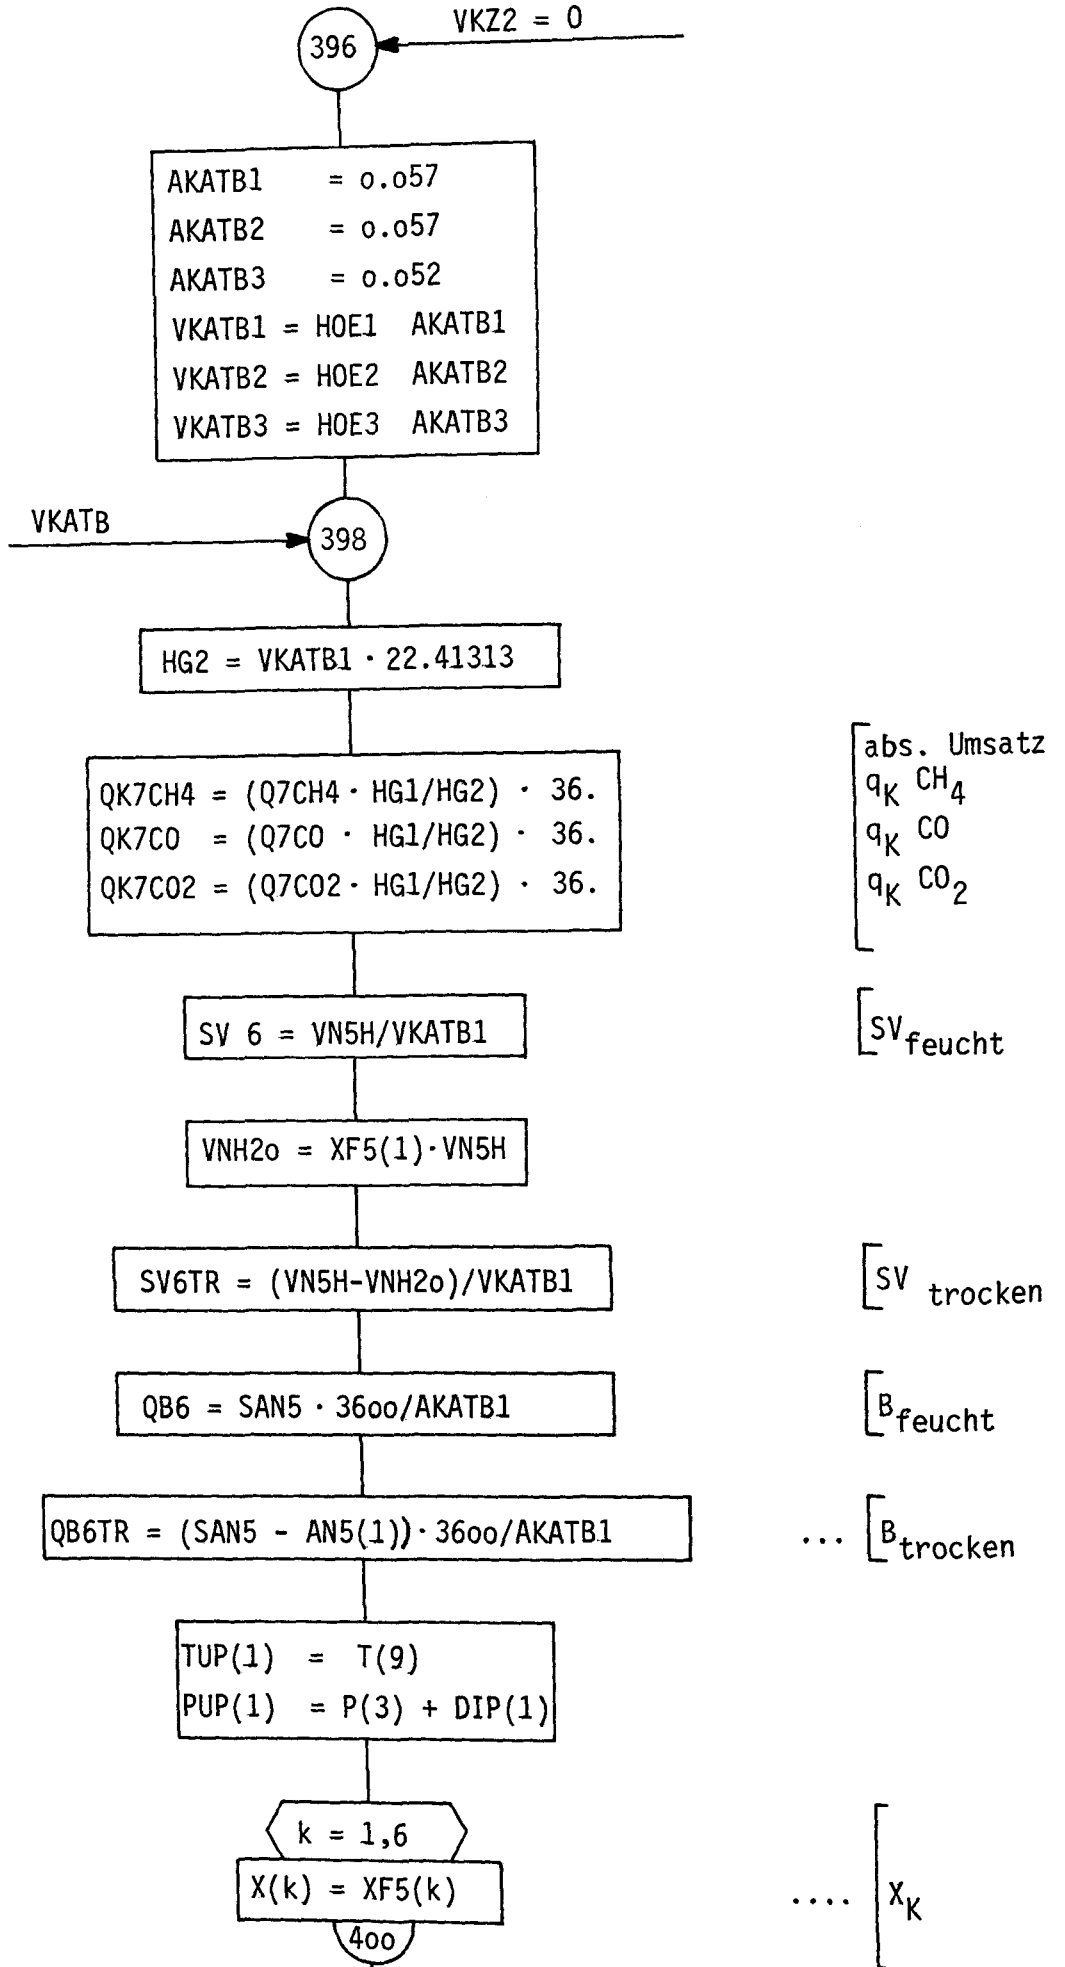 VKZ2 = 0
396
AKATB1 = o.o57
AKATB2 = o.o57
AKATB3 = o.o52
VKATB1 = HOE1 AKATB1
VKATB2 = HOE2 AKATB2
VKATB3 = HOE3 AKATB3
VKATB
398
HG2 = VKATB1 · 22.41313
QK7CH4 = (Q7CH4 · HG1/HG2) · 36.
QK7CO = (Q7CO · HG1/HG2) · 36.
QK7CO2 = (Q7CO2 · HG1/HG2) · 36.
abs. Umsatz
qK CH4
qK CO
qK CO2
SV 6 = VN5H/VKATB1
SVfeucht
VNH2o = XF5(1)·VN5H
SV6TR = (VN5H-VNH2o)/VKATB1
SV trocken
QB6 = SAN5 · 36oo/AKATB1
Bfeucht
QB6TR = (SAN5 - AN5(1))·36oo/AKATB1
... Btrocken
TUP(1) = T(9)
PUP(1) = P(3) + DIP(1)
k = 1,6
X(k) = XF5(k)
.... XK
4oo